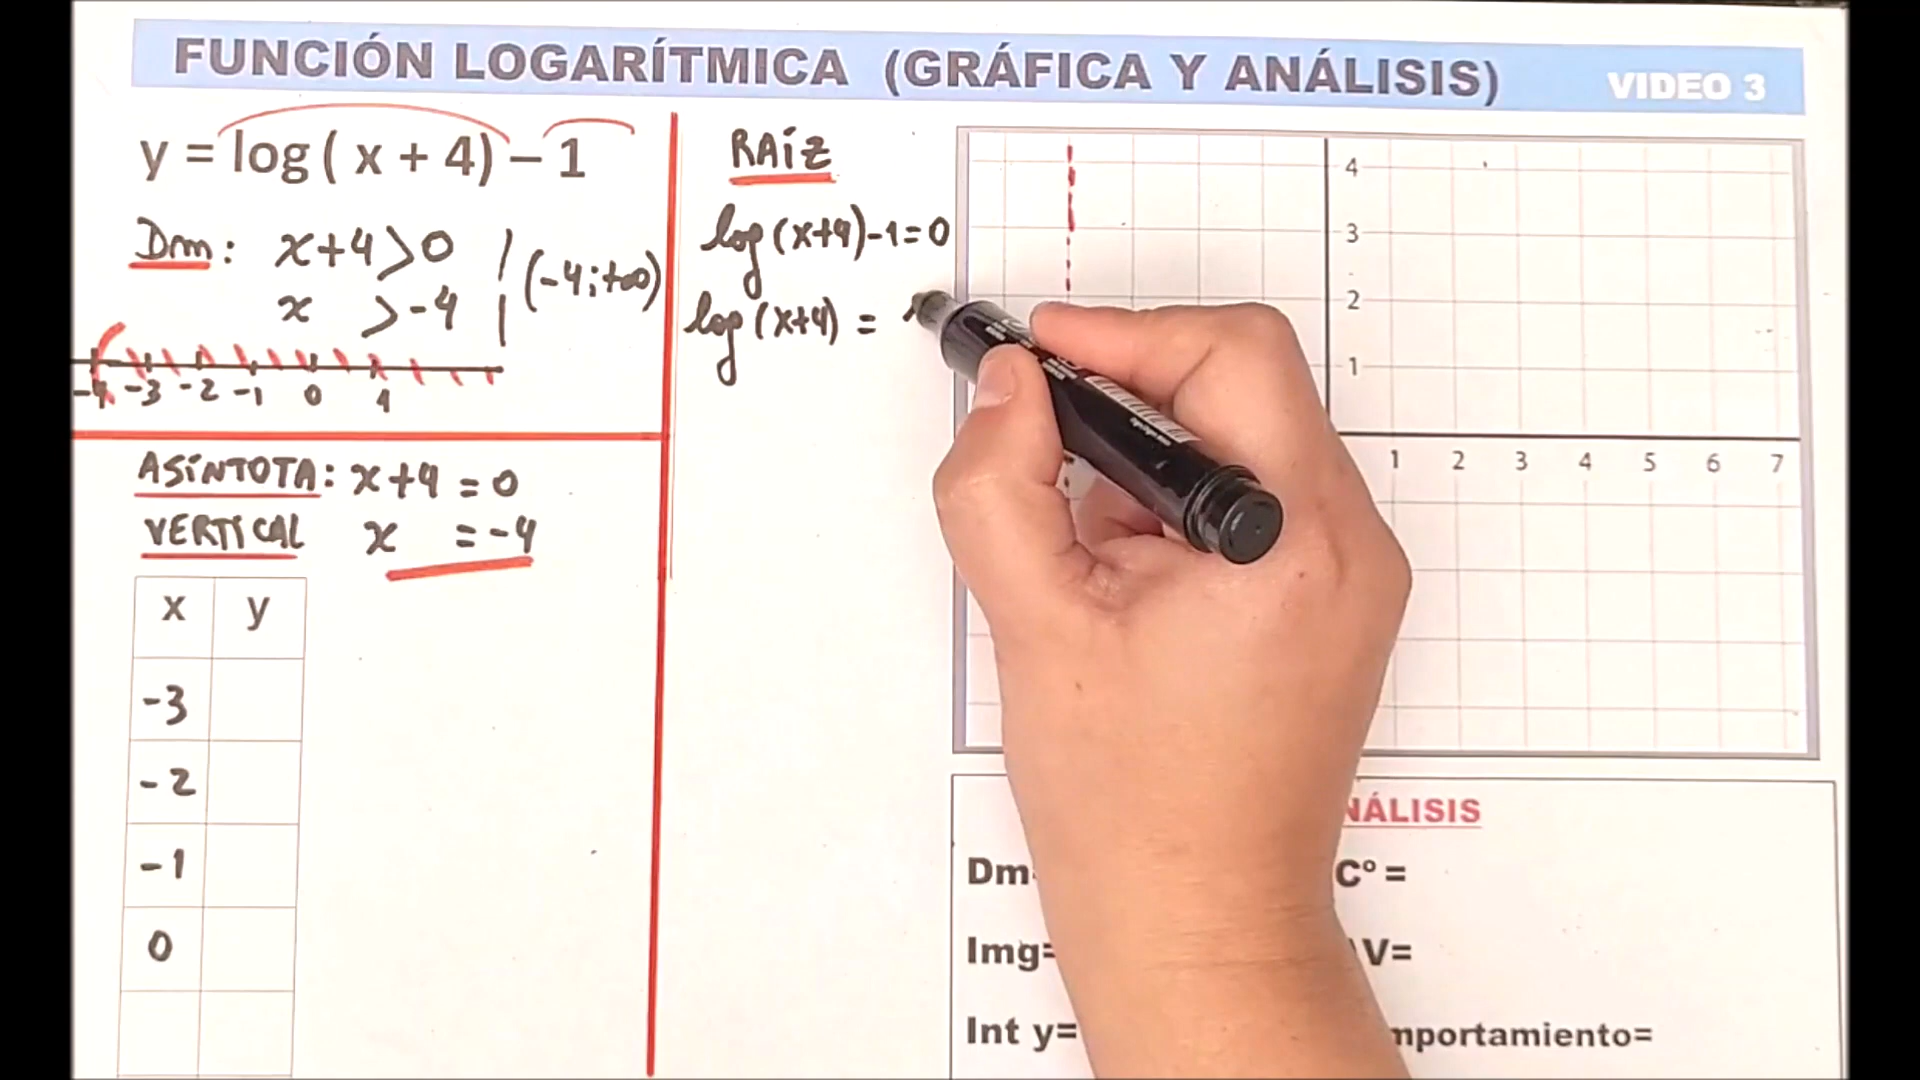 FUNCIÓN LOGARÍTMICA (GRÁFICA Y ANÁLISIS) VIDEO 3
y = log( x + 4) – 1
Dm: x+4>0
x >-4
(-4;+∞)
-4 -3 -2 -1 0 1
ASÍNTOTA: x+4 = 0
VERTICAL x = -4
x y
-3
-2
-1
0
RAÍZ
log(x+4)-1=0
log(x+4) =
4
3
2
1
1 2 3 4 5 6 7
NÁLISIS
Dm C° =
Img= V=
Int y= mportamiento=